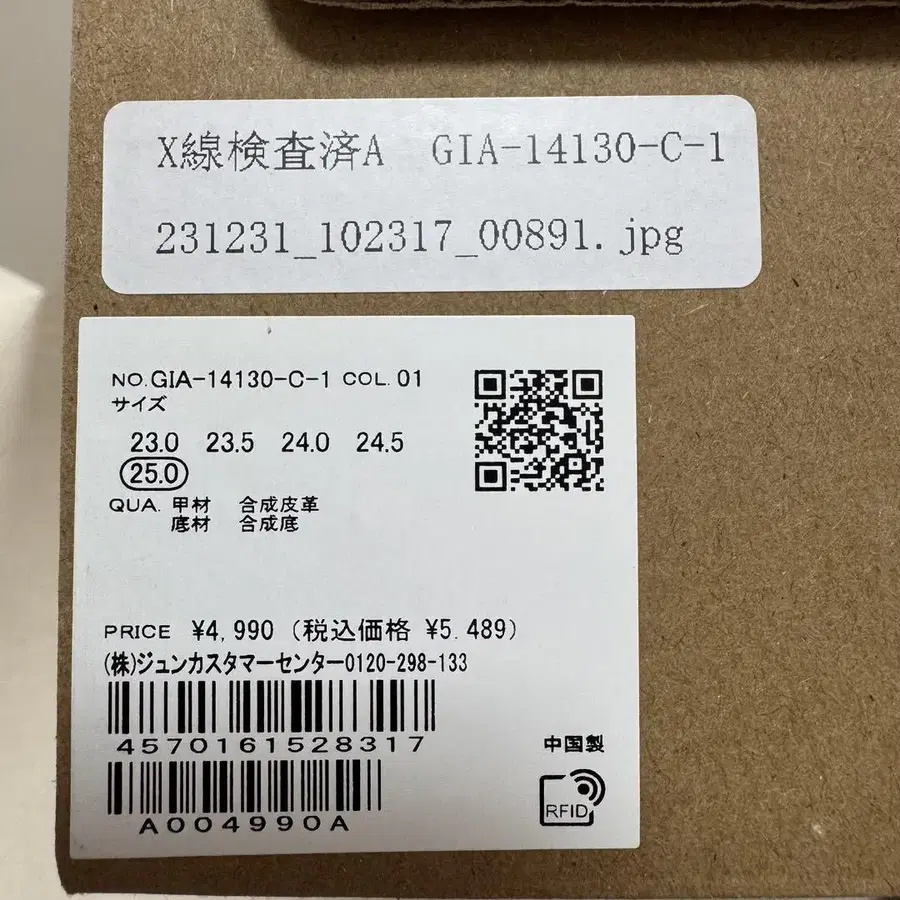 X線検査済A GIA-14130-C-1
231231_102317_00891.jpg
NO.GIA-14130-C-1 COL.01
サイズ
23.0 23.5 24.0 24.5
25.0
QUA. 甲材 合成皮革
底材 合成底
PRICE ¥4,990 (税込価格 ¥5.489)
(株)ジュンカスタマーセンター0120-298-133
4570161528317
中国製
A004990A
RFID